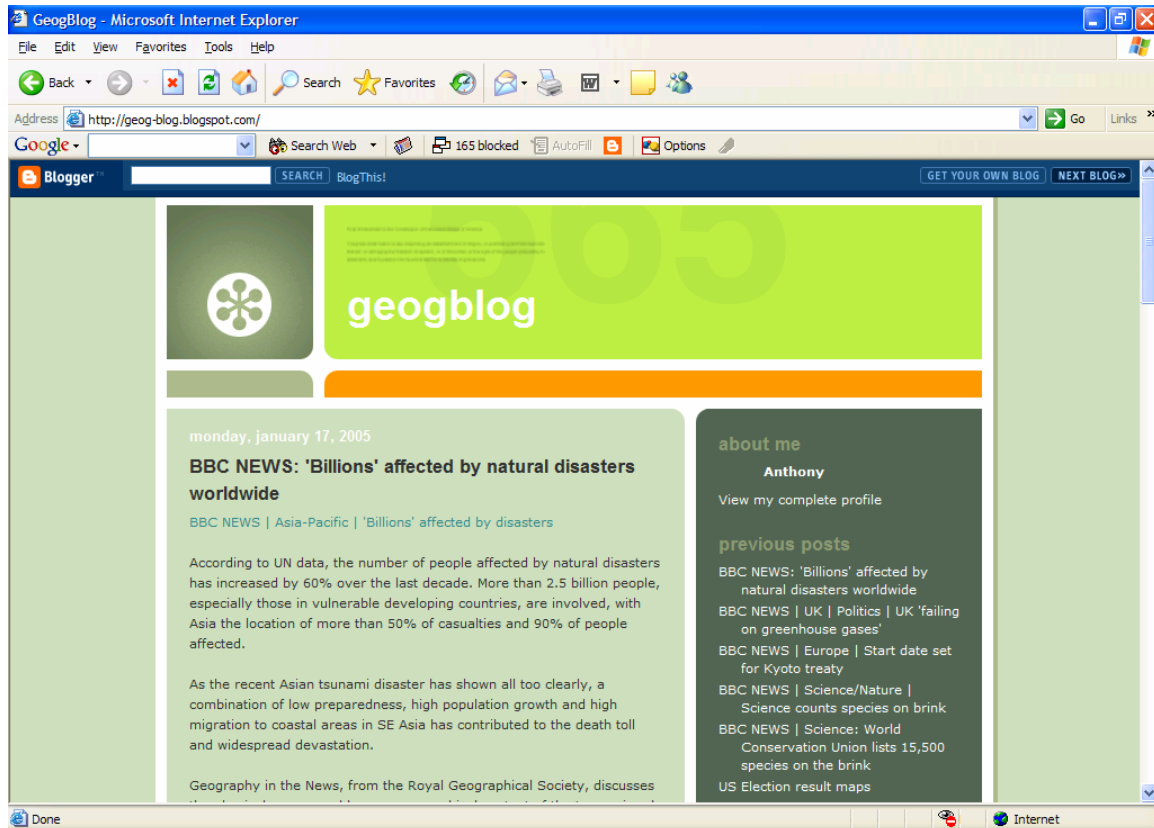 GeogBlog - Microsoft Internet Explorer
File Edit View Favorites Tools Help
Back Search Favorites
Address http://geog-blog.blogspot.com/ Go Links »
Google Search Web 165 blocked AutoFill Options
Blogger™ SEARCH BlogThis! GET YOUR OWN BLOG NEXT BLOG»
565
geogblog
monday, january 17, 2005
BBC NEWS: 'Billions' affected by natural disasters
worldwide
BBC NEWS | Asia-Pacific | 'Billions' affected by disasters
According to UN data, the number of people affected by natural disasters
has increased by 60% over the last decade. More than 2.5 billion people,
especially those in vulnerable developing countries, are involved, with
Asia the location of more than 50% of casualties and 90% of people
affected.
As the recent Asian tsunami disaster has shown all too clearly, a
combination of low preparedness, high population growth and high
migration to coastal areas in SE Asia has contributed to the death toll
and widespread devastation.
Geography in the News, from the Royal Geographical Society, discusses
about me
Anthony
View my complete profile
previous posts
BBC NEWS: 'Billions' affected by
natural disasters worldwide
BBC NEWS | UK | Politics | UK 'failing
on greenhouse gases'
BBC NEWS | Europe | Start date set
for Kyoto treaty
BBC NEWS | Science/Nature |
Science counts species on brink
BBC NEWS | Science: World
Conservation Union lists 15,500
species on the brink
US Election result maps
Done Internet